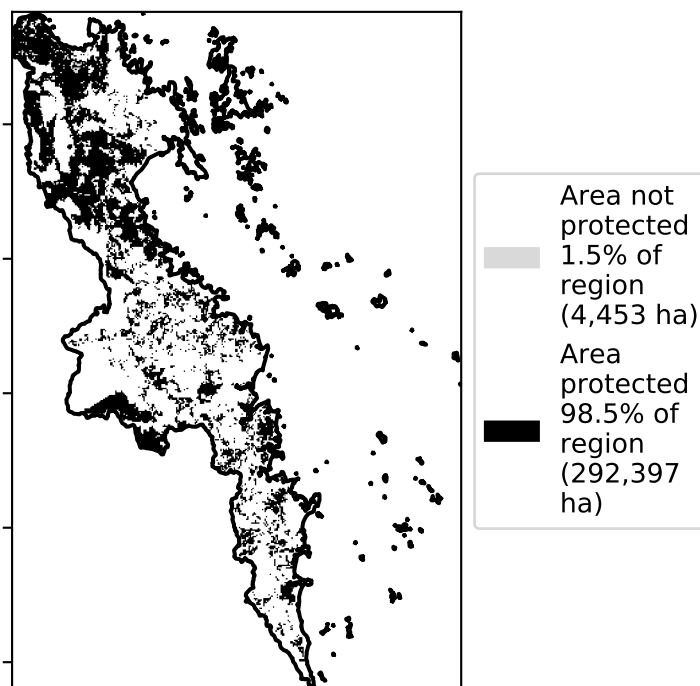 Area not
protected
1.5% of
region
(4,453 ha)
Area
protected
98.5% of
region
(292,397
ha)